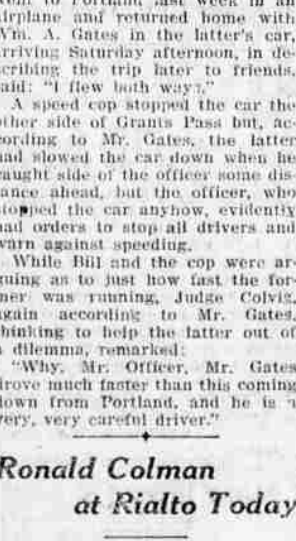 to Portland last week in an
airplane and returned home with
Wm. A. Gates in the latter's car,
arriving Saturday afternoon, in de-
scribing the trip later to friends,
said: "I flew both ways."
A speed cop stopped the car the
other side of Grants Pass but, ac-
cording to Mr. Gates, the latter
had slowed the car down when he
caught side of the officer some dis-
tance ahead, but the officer, who
stopped the car anyhow, evidently
had orders to stop all drivers and
warn against speeding.
While Bill and the cop were ar-
guing as to just how fast the for-
mer was running, Judge Colvig,
again according to Mr. Gates,
thinking to help the latter out of
a dilemma, remarked:
"Why, Mr. Officer, Mr. Gates
drove much faster than this coming
down from Portland, and he is a
very, very careful driver."
Ronald Colman
at Rialto Today